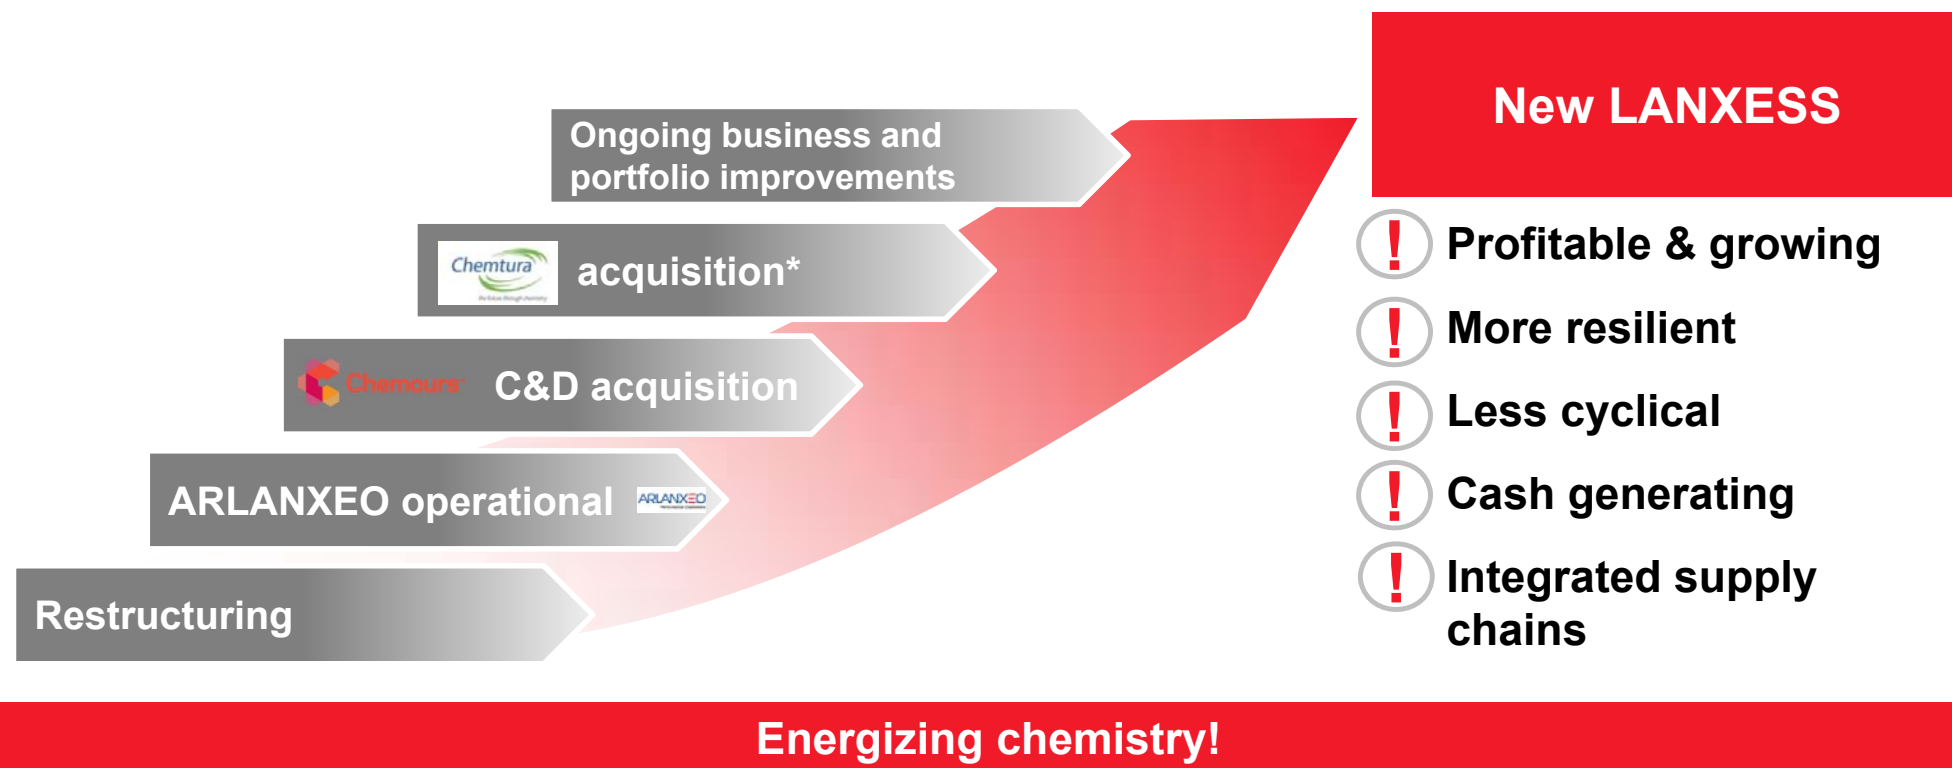 New LANXESS
Ongoing business and
portfolio improvements
Chemtura
acquisition*
Chemours
C&D acquisition
ARLANXEO operational
ARLANXEO
Restructuring
Profitable & growing
More resilient
Less cyclical
Cash generating
Integrated supply
chains
Energizing chemistry!